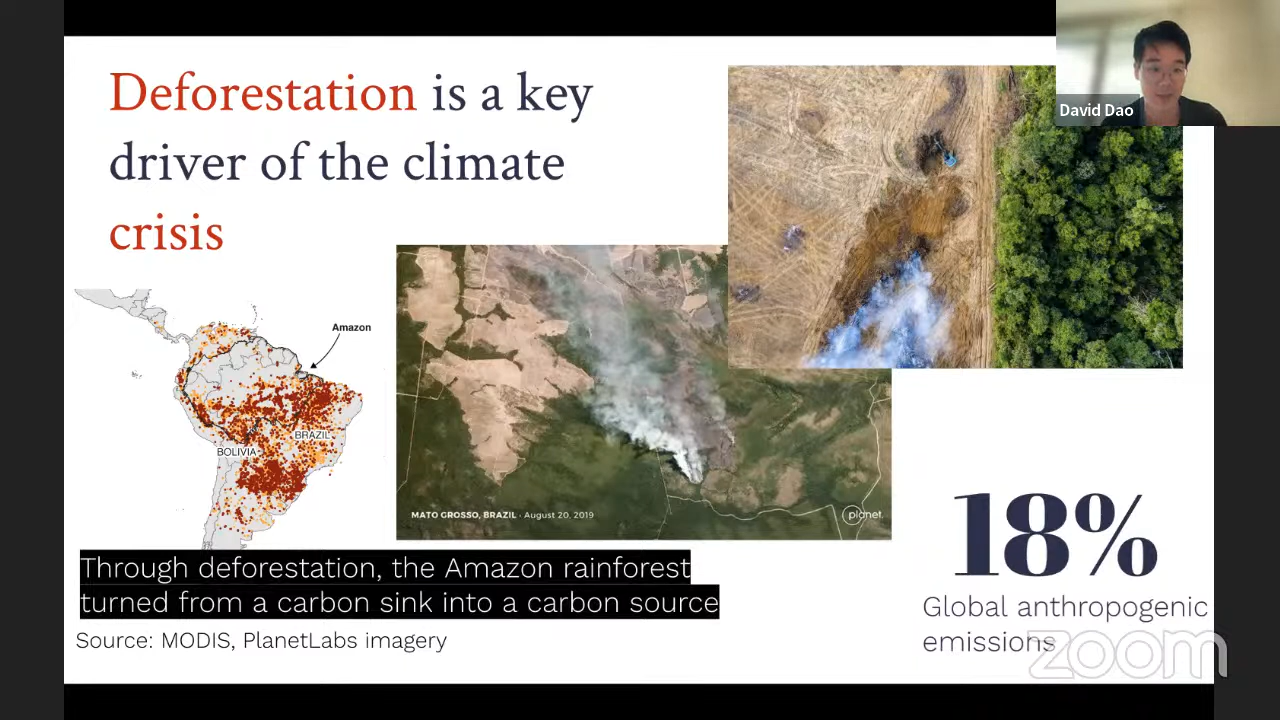 Deforestation is a key
driver of the climate
crisis
David Dao
Amazon
BRAZIL
BOLIVIA
MATO GROSSO, BRAZIL · August 20, 2019
planet.
Through deforestation, the Amazon rainforest
turned from a carbon sink into a carbon source
Source: MODIS, PlanetLabs imagery
18%
Global anthropogenic
emissions
zoom